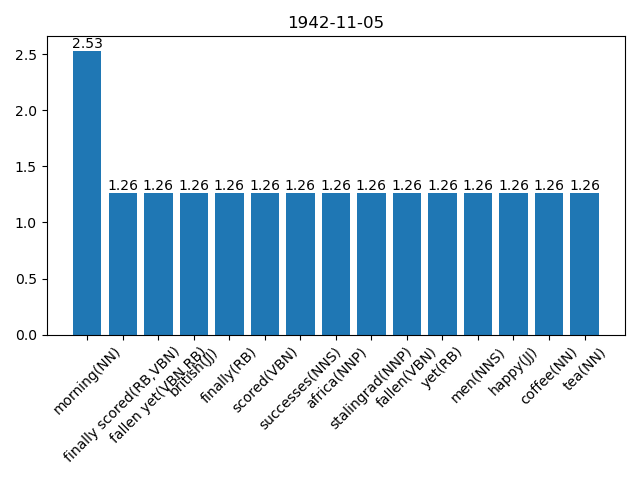 1942-11-05
2.53
1.26 1.26 1.26 1.26 1.26 1.26 1.26 1.26 1.26 1.26 1.26 1.26 1.26 1.26
2.5
2.0
1.5
1.0
0.5
0.0
morning(NN)
finally scored(RB,VBN)
fallen yet(VBN,RB)
british(JJ)
finally(RB)
scored(VBN)
successes(NNS)
africa(NNP)
stalingrad(NNP)
fallen(VBN)
yet(RB)
men(NNS)
happy(JJ)
coffee(NN)
tea(NN)